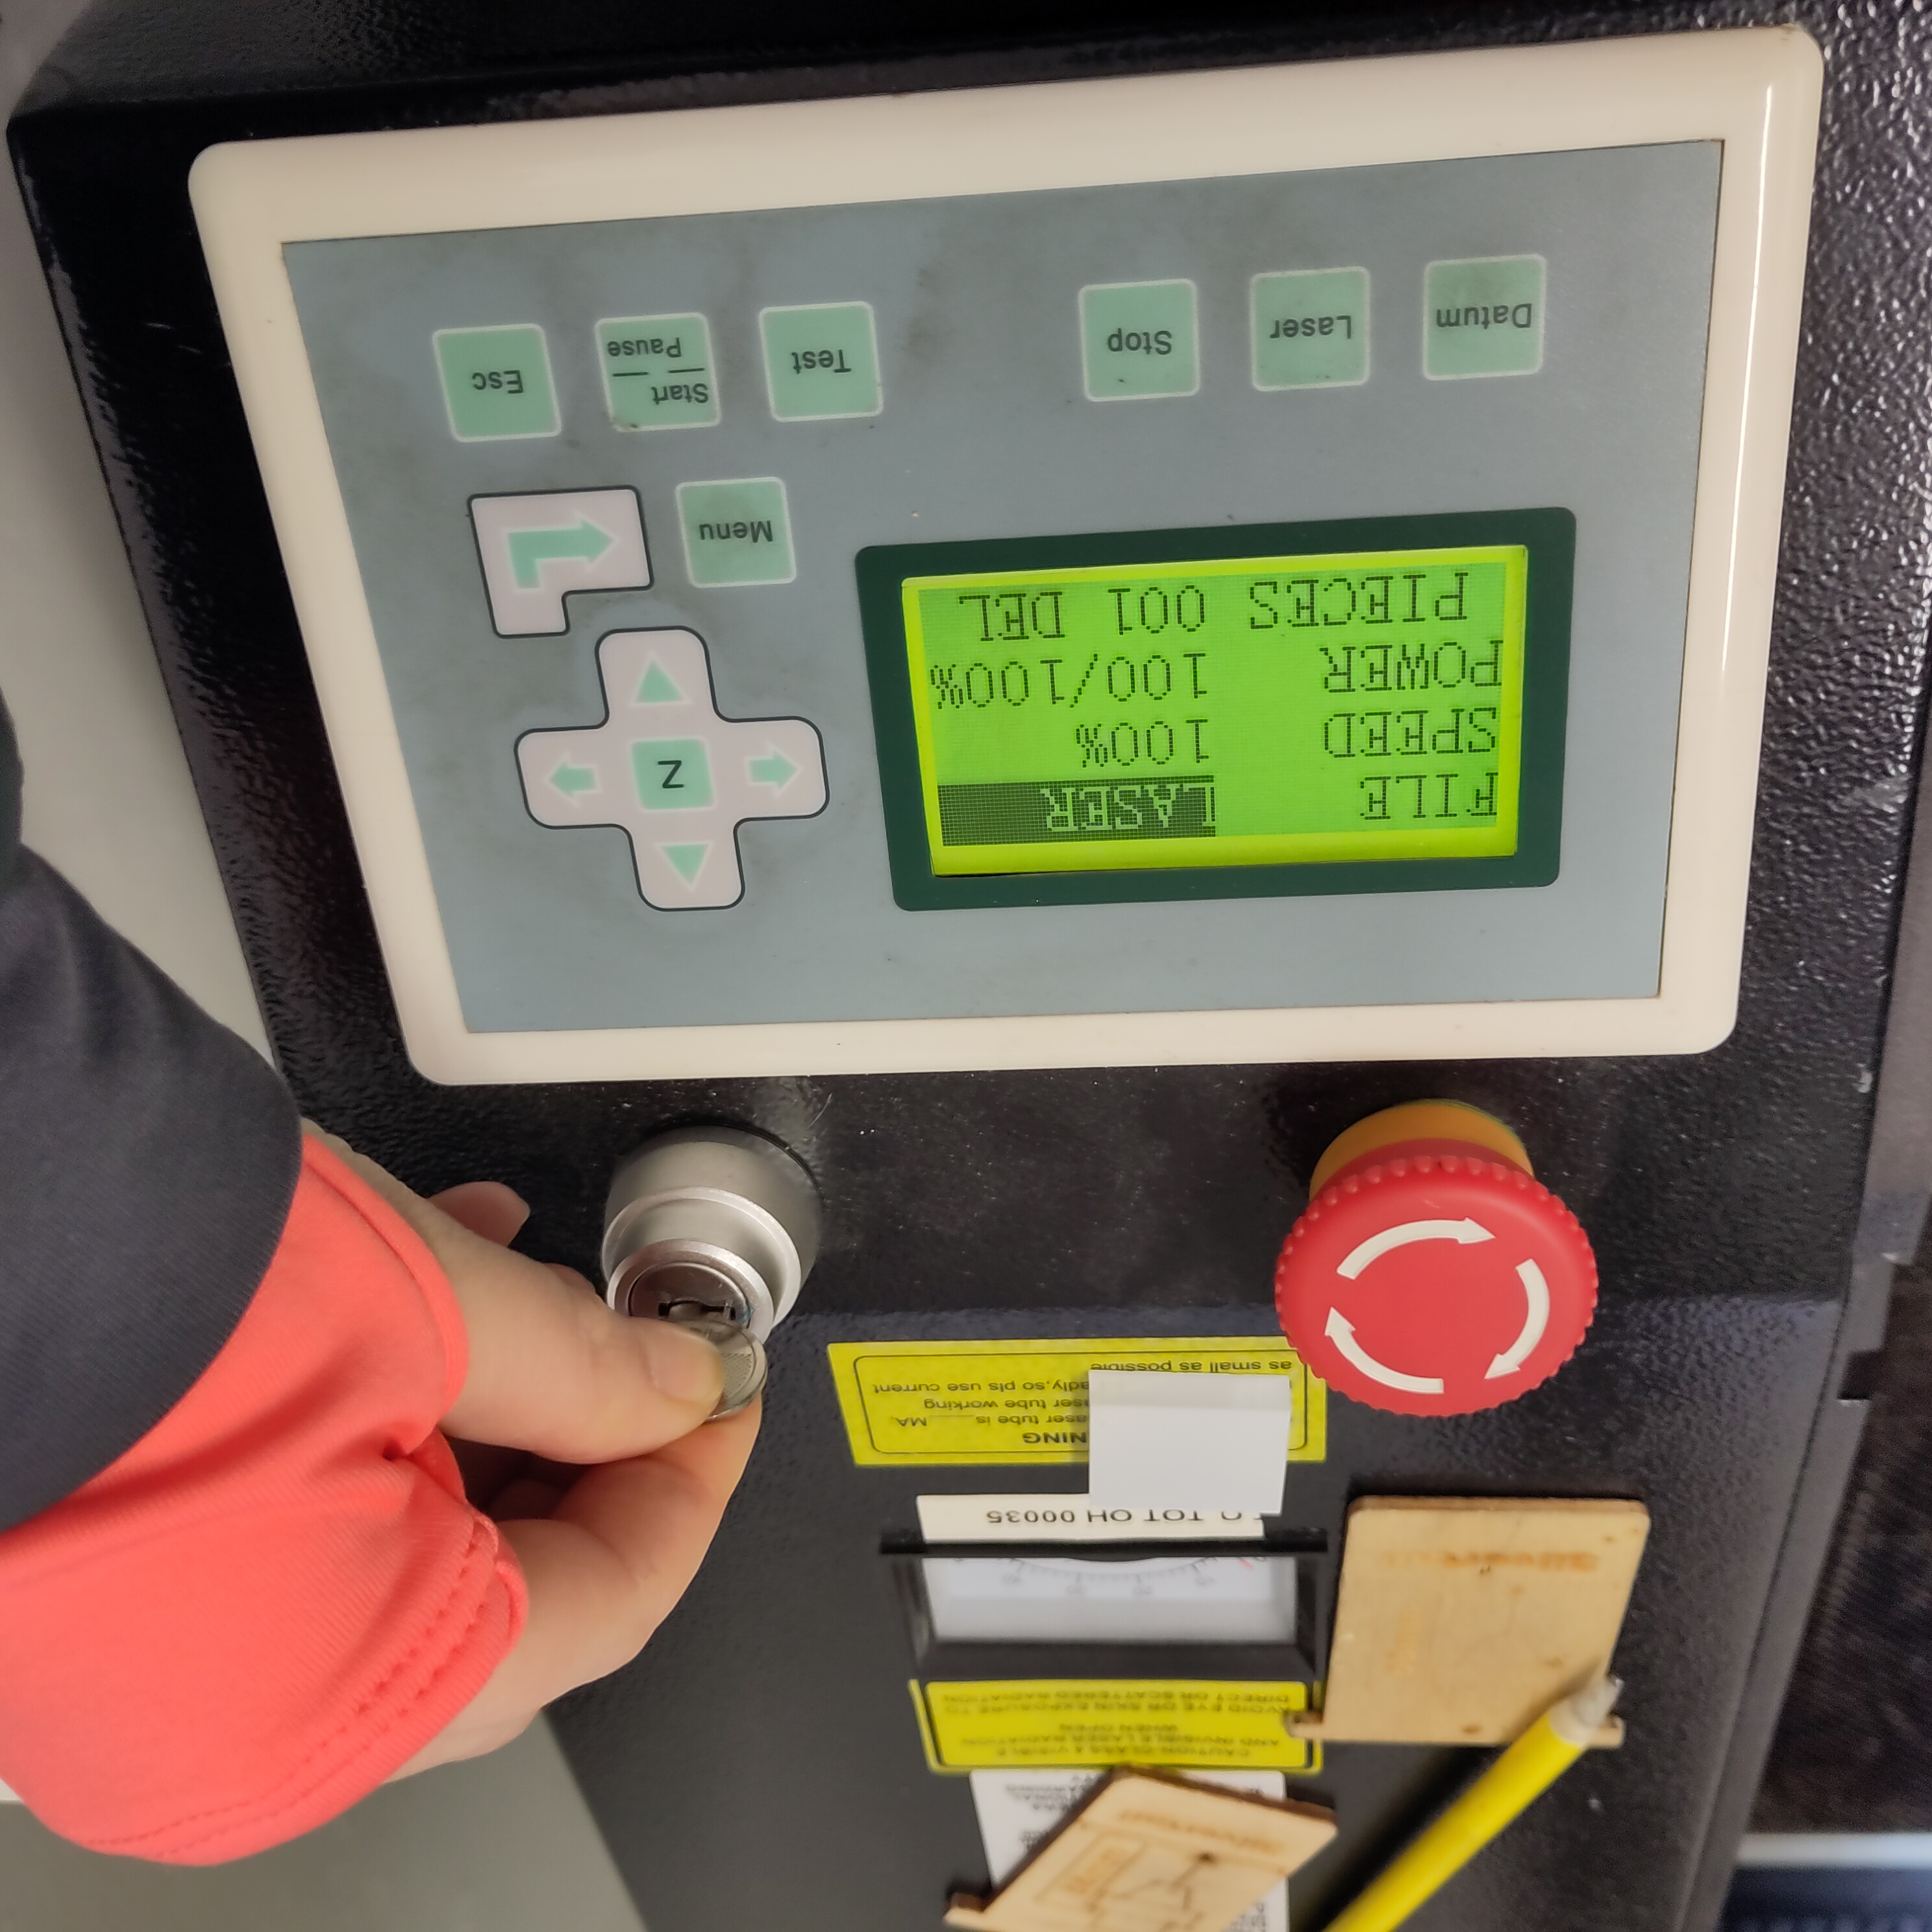 CAUTION-CLASS 4 VISIBLE
AND INVISIBLE LASER RADIATION
WHEN OPEN
AVOID EYE OR SKIN EXPOSURE TO
DIRECT OR SCATTERED RADIATION
TOT OH 00035
NING
aser tube is____ MA.
aser tube working
adly,so pls use current
as small as possible
FILE LASER
SPEED 100%
POWER 100/100%
PIECES 001 DEL
Z
Menu
Datum
Laser
Stop
Test
Start
Pause
Esc